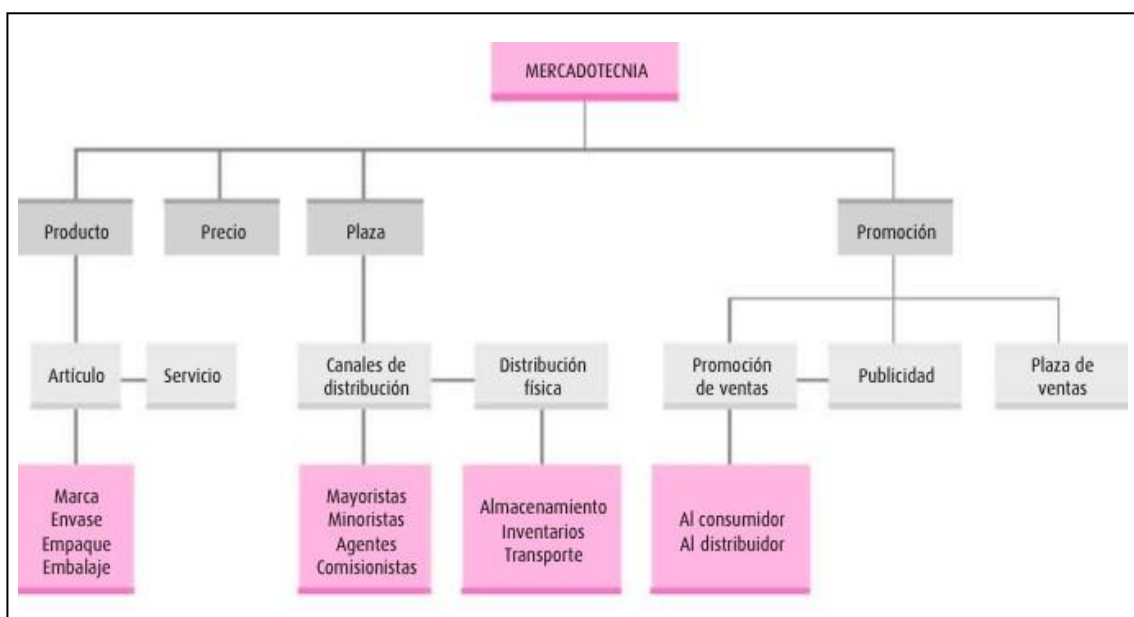 MERCADOTECNIA
Producto
Precio
Plaza
Promoción
Artículo
Servicio
Canales de
distribución
Distribución
física
Promoción
de ventas
Publicidad
Plaza de
ventas
Marca
Envase
Empaque
Embalaje
Mayoristas
Minoristas
Agentes
Comisionistas
Almacenamiento
Inventarios
Transporte
Al consumidor
Al distribuidor